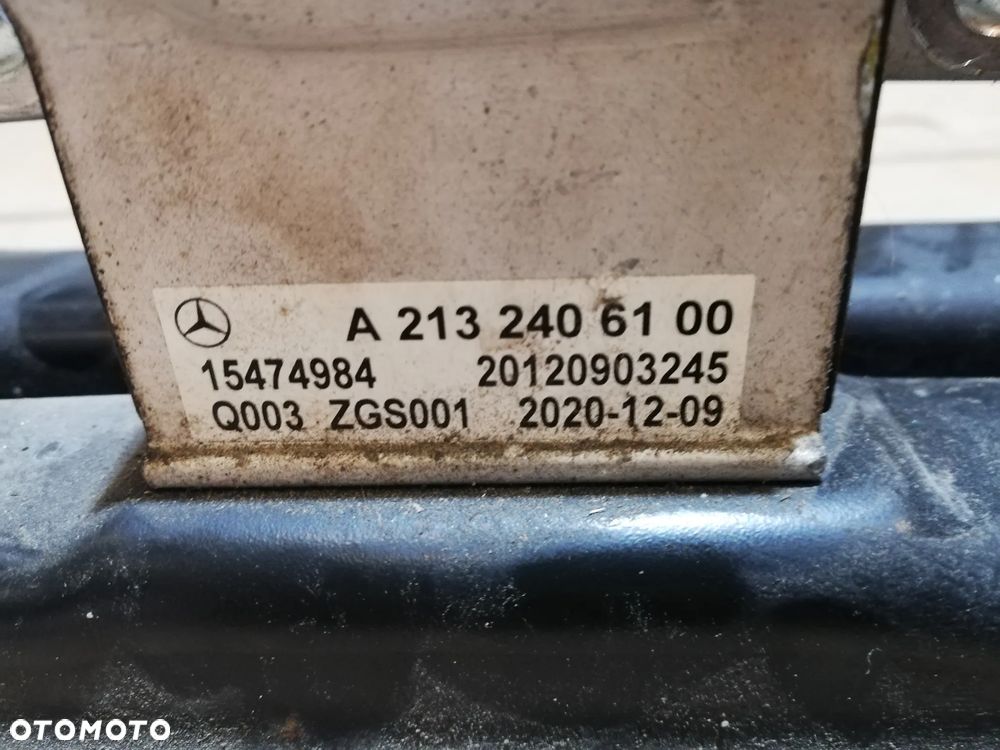 A 213 240 61 00
15474984 20120903245
Q003 ZGS001 2020-12-09
OTOMOTO